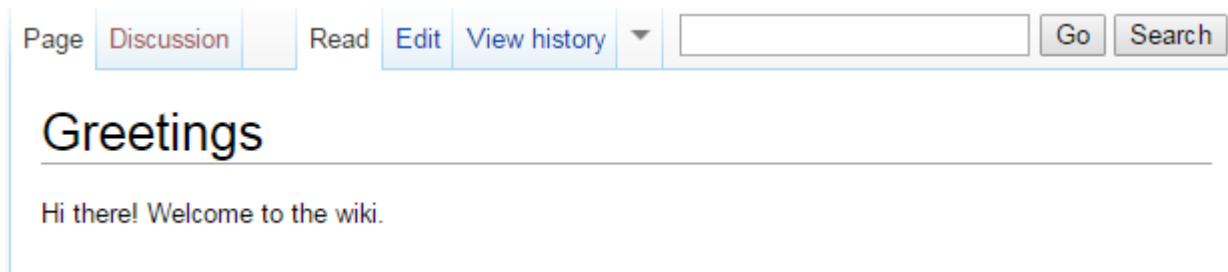 Page Discussion Read Edit View history Go Search
Greetings
Hi there! Welcome to the wiki.